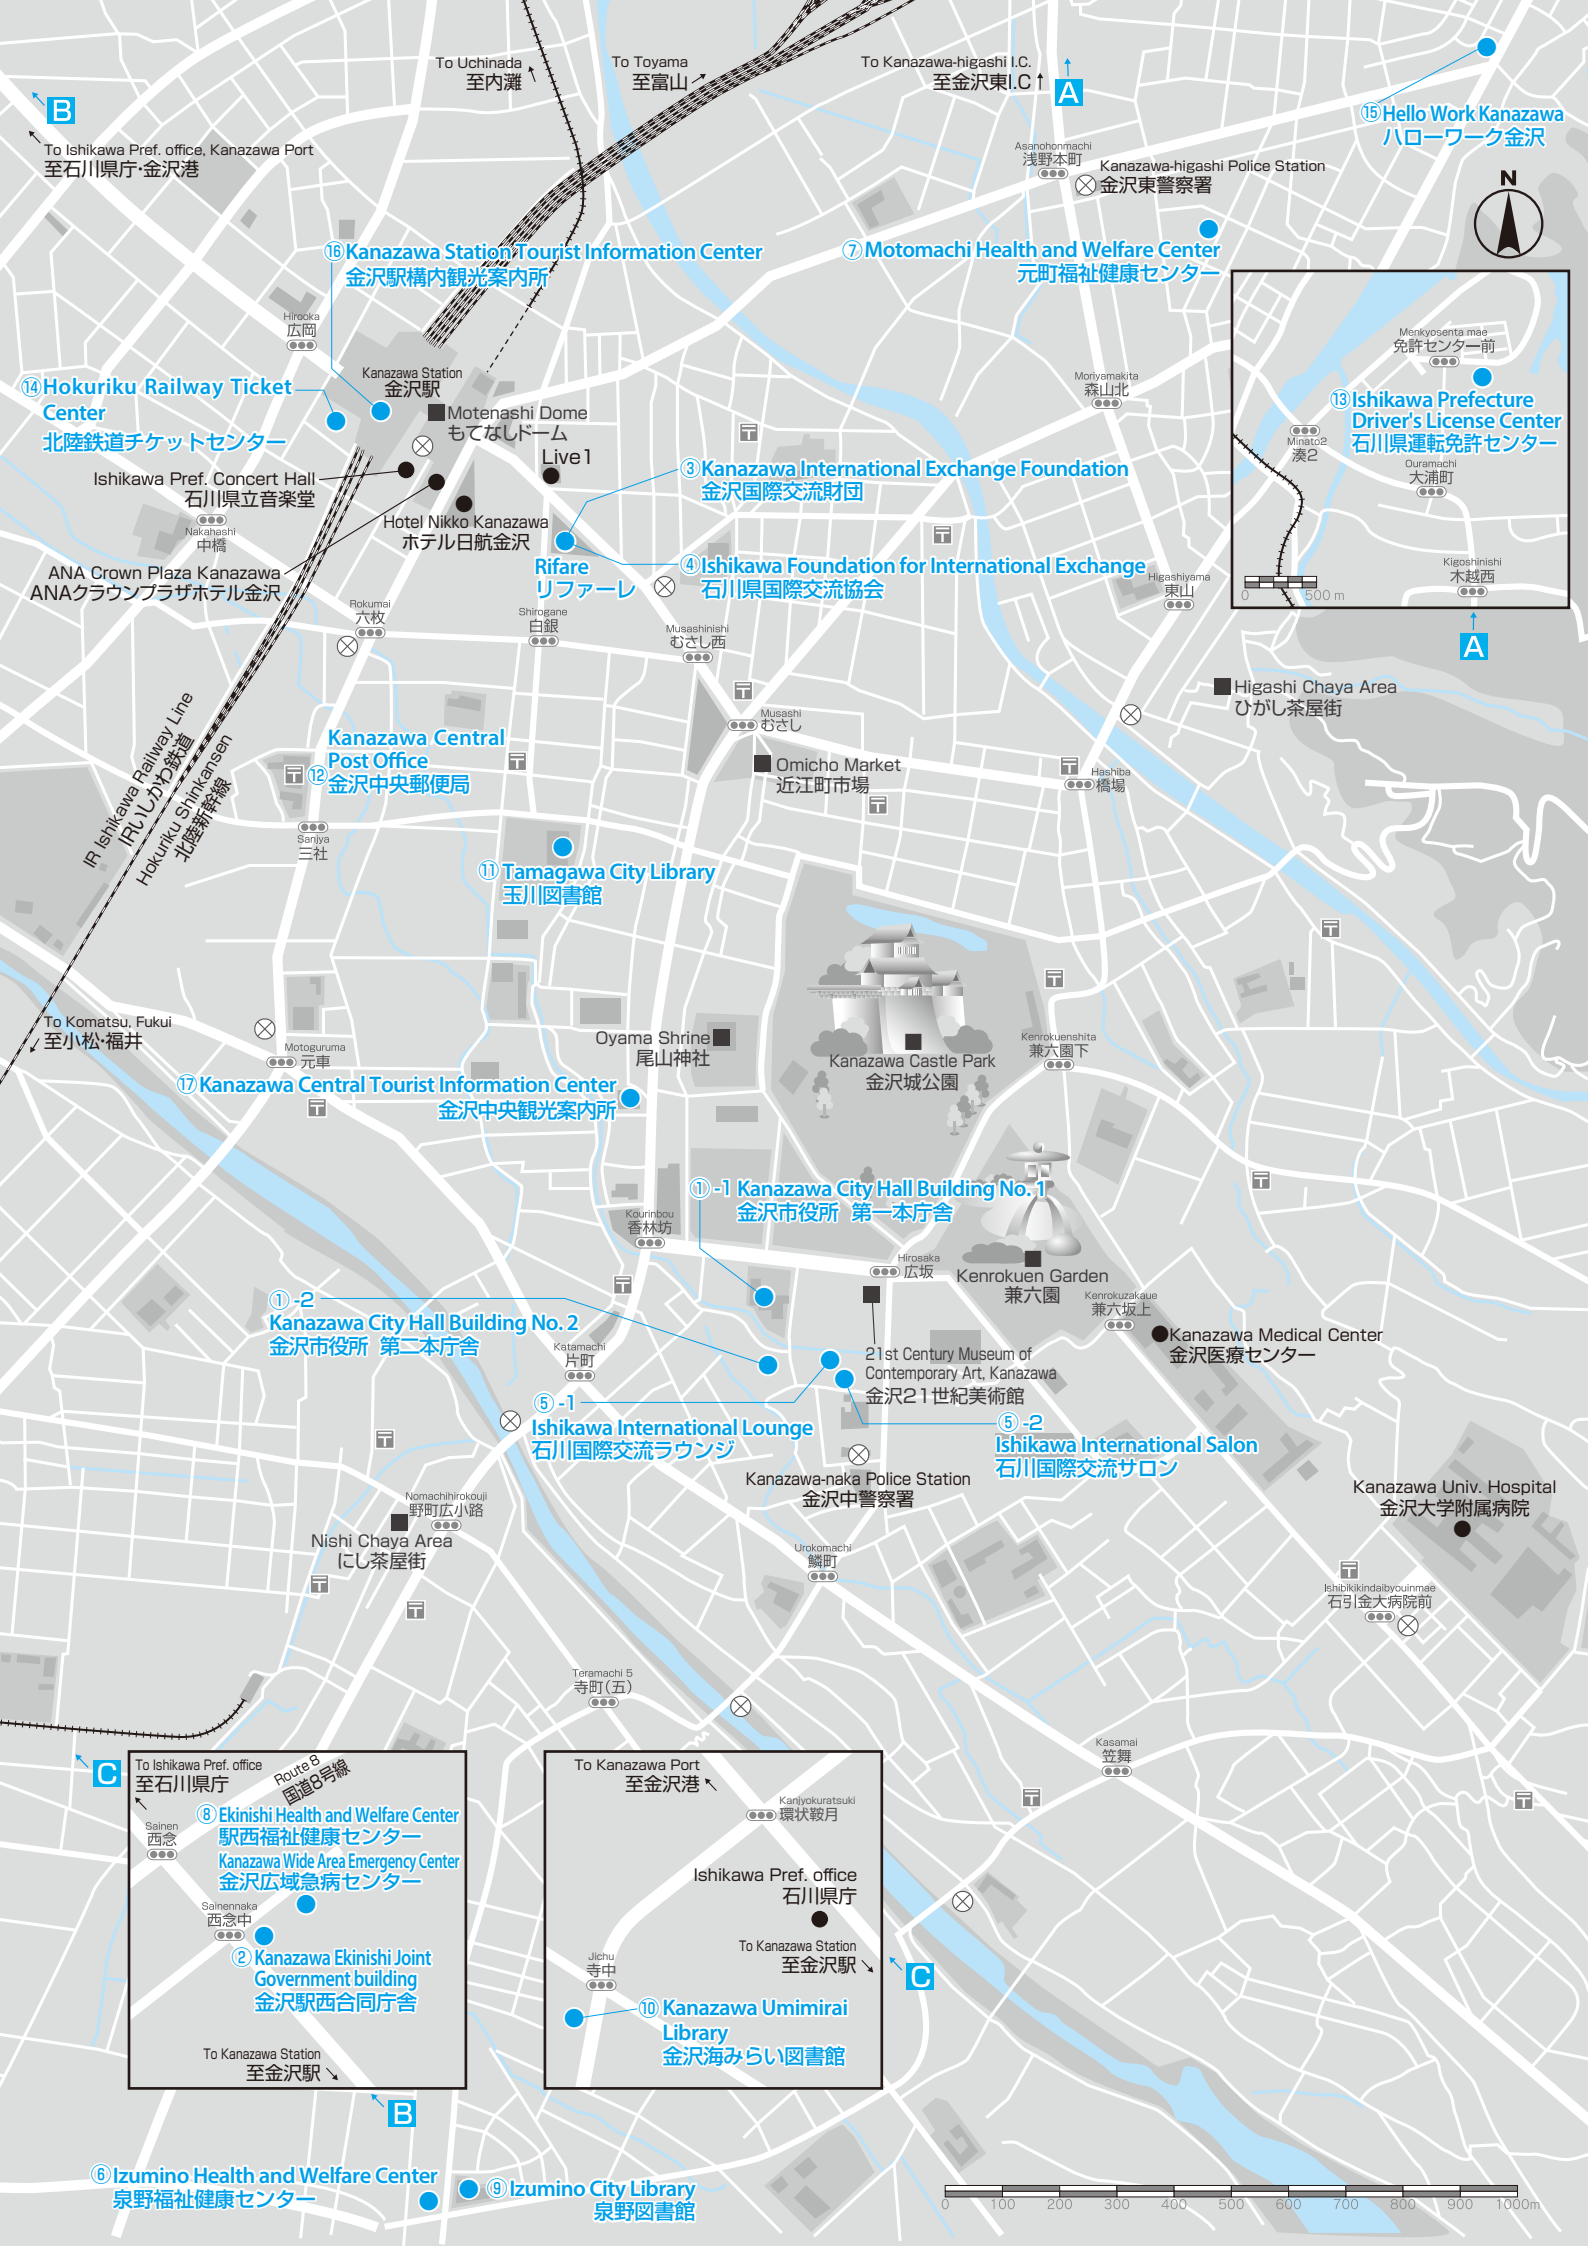 To Uchinada
至内灘
To Toyama
至富山
To Kanazawa-higashi I.C.
至金沢東I.C
A
B
To Ishikawa Pref. office, Kanazawa Port
至石川県庁・金沢港
⑮Hello Work Kanazawa
ハローワーク金沢
Asanohonmachi
浅野本町
Kanazawa-higashi Police Station
金沢東警察署
N
⑯Kanazawa Station Tourist Information Center
金沢駅構内観光案内所
⑦Motomachi Health and Welfare Center
元町福祉健康センター
Hirooka
広岡
Menkyosenta mae
免許センター前
⑬Ishikawa Prefecture
Driver's License Center
石川県運転免許センター
Minato2
湊2
Ouramachi
大浦町
Kigoshinishi
木越西
0 500 m
A
Kanazawa Station
金沢駅
⑭Hokuriku Railway Ticket
Center
北陸鉄道チケットセンター
Motenashi Dome
もてなしドーム
Moriyamakita
森山北
Live1
Ishikawa Pref. Concert Hall
石川県立音楽堂
③Kanazawa International Exchange Foundation
金沢国際交流財団
Nakahashi
中橋
Hotel Nikko Kanazawa
ホテル日航金沢
ANA Crown Plaza Kanazawa
ANAクラウンプラザホテル金沢
Rifare
リファーレ
④Ishikawa Foundation for International Exchange
石川県国際交流協会
Higashiyama
東山
Rokumai
六枚
Shirogane
白銀
Musashinishi
むさし西
Higashi Chaya Area
ひがし茶屋街
IR Ishikawa Railway Line
IRいしかわ鉄道
Hokuriku Shinkansen
北陸新幹線
Musashi
むさし
Kanazawa Central
Post Office
⑫金沢中央郵便局
Omicho Market
近江町市場
Hashiba
橋場
Sanjya
三社
⑪Tamagawa City Library
玉川図書館
To Komatsu, Fukui
至小松・福井
Motoguruma
元車
Oyama Shrine
尾山神社
Kanazawa Castle Park
金沢城公園
Kenrokuenshita
兼六園下
⑰Kanazawa Central Tourist Information Center
金沢中央観光案内所
①-1 Kanazawa City Hall Building No. 1
金沢市役所 第一本庁舎
Kourinbou
香林坊
Hirosaka
広坂
Kenrokuen Garden
兼六園
Kenrokuzakaue
兼六坂上
①-2
Kanazawa City Hall Building No. 2
金沢市役所 第二本庁舎
Kanazawa Medical Center
金沢医療センター
Katamachi
片町
21st Century Museum of
Contemporary Art, Kanazawa
金沢21世紀美術館
⑤-1
Ishikawa International Lounge
石川国際交流ラウンジ
⑤-2
Ishikawa International Salon
石川国際交流サロン
Kanazawa-naka Police Station
金沢中警察署
Kanazawa Univ. Hospital
金沢大学附属病院
Nomachihirokouji
野町広小路
Nishi Chaya Area
にし茶屋街
Urokomachi
鱗町
Ishibikikindaibyouinmae
石引金大病院前
Teramachi 5
寺町（五）
Kasamai
笠舞
C
To Ishikawa Pref. office
至石川県庁
Route 8
国道8号線
Sainen
西念
⑧Ekinishi Health and Welfare Center
駅西福祉健康センター
Kanazawa Wide Area Emergency Center
金沢広域急病センター
Sainennaka
西念中
②Kanazawa Ekinishi Joint
Government building
金沢駅西合同庁舎
To Kanazawa Station
至金沢駅
B
To Kanazawa Port
至金沢港
Kanjyokuratsuki
環状鞍月
Ishikawa Pref. office
石川県庁
To Kanazawa Station
至金沢駅
C
Jichu
寺中
⑩Kanazawa Umimirai
Library
金沢海みらい図書館
⑥Izumino Health and Welfare Center
泉野福祉健康センター
⑨Izumino City Library
泉野図書館
0 100 200 300 400 500 600 700 800 900 1000m